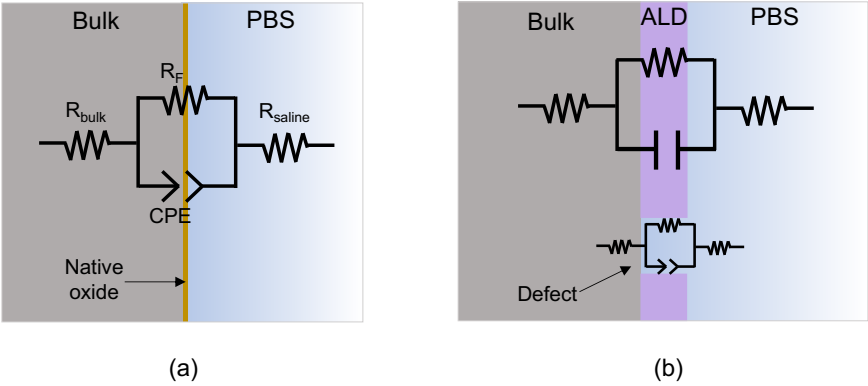 Bulk
PBS
R_F
R_bulk
R_saline
CPE
Native
oxide
(a)
Bulk
ALD
PBS
Defect
(b)